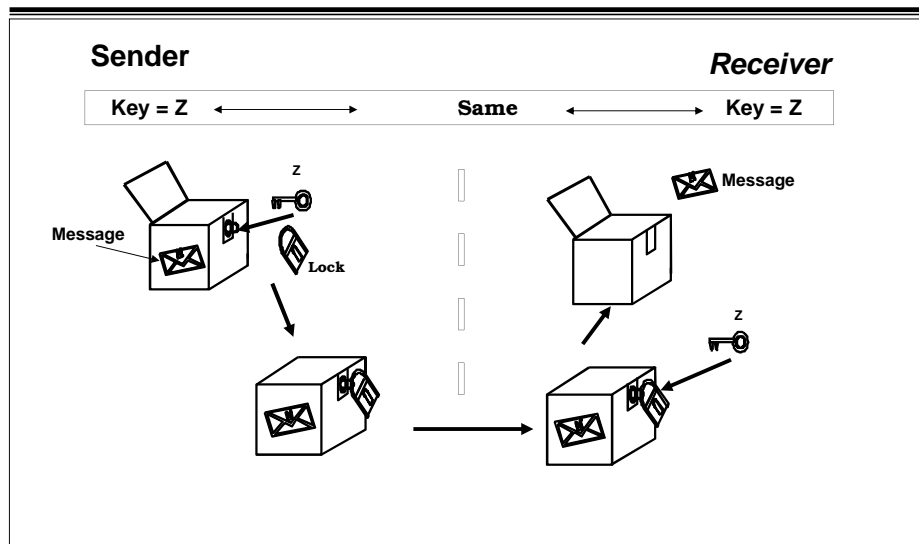 Sender
Receiver
Key = Z Same Key = Z
Z
Message
Message
Lock
Z